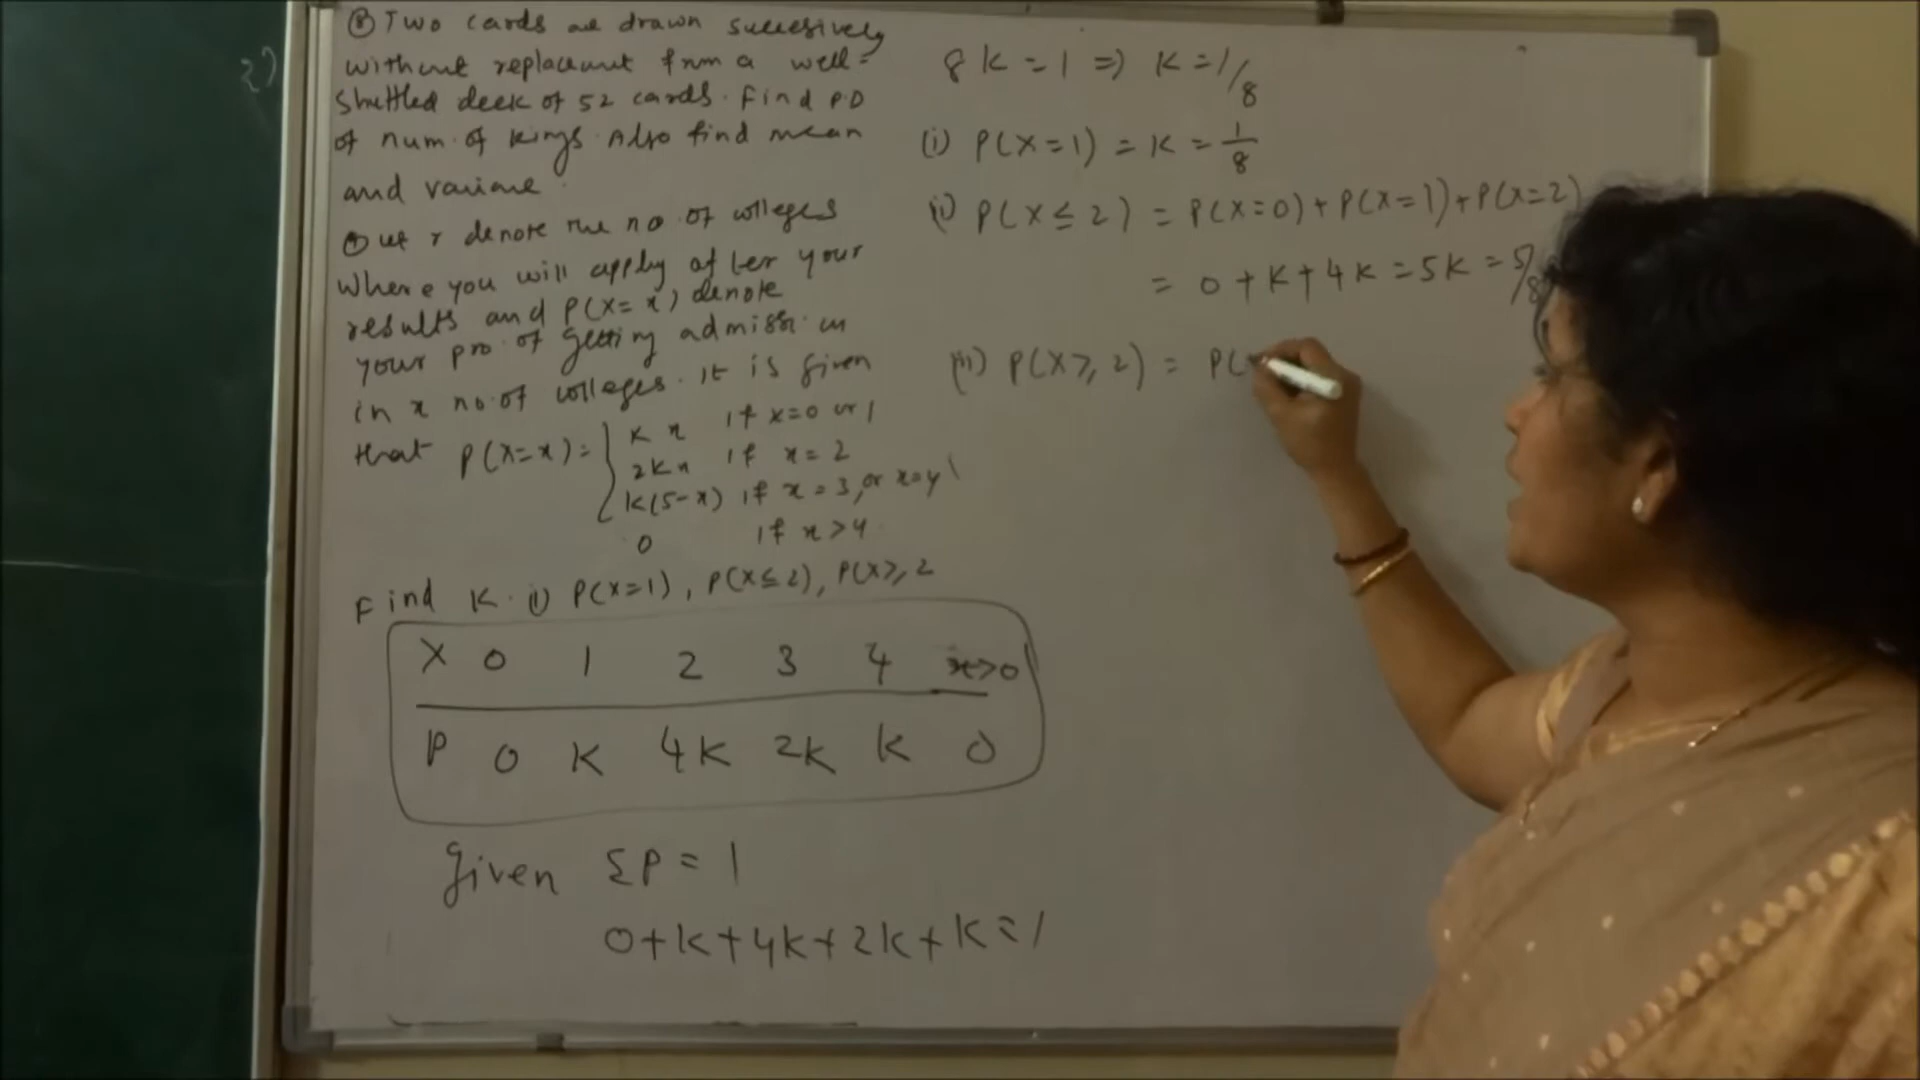 ⑧ Two cards are drawn successively
without replacement from a well-
shuffled deck of 52 cards. Find P.D
of num. of kings. Also find mean
and variance.
① Let x denote the no. of colleges
where you will apply after your
results and P(X=x) denote
your pro. of getting admissi. in
in x no. of colleges. It is given
that P(X=x) = { kx if x=0 or 1
2kx if x=2
k(5-x) if x=3, or x=4
0 if x>4
Find K. i) P(X=1), P(X≤2), P(X≥2
X 0 1 2 3 4 x>0
P 0 K 4K 2K K 0
Given ΣP = 1
0+K+4K+2K+K=1
8K=1 ⇒ K=1/8
(i) P(X=1) = K = 1/8
(ii) P(X≤2) = P(X=0)+P(X=1)+P(X=2)
= 0+K+4K=5K=5/8
(iii) P(X≥2) = P(